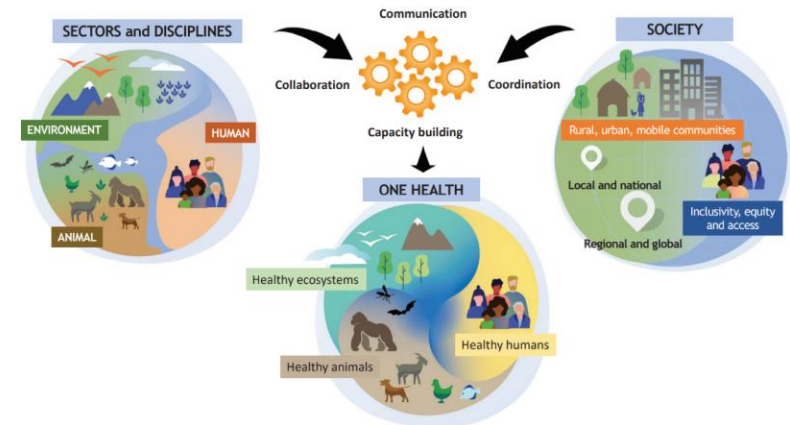 SECTORS and DISCIPLINES
ENVIRONMENT
HUMAN
ANIMAL
Communication
Collaboration
Coordination
Capacity building
SOCIETY
Rural, urban, mobile communities
Local and national
Inclusivity, equity
and access
Regional and global
ONE HEALTH
Healthy ecosystems
Healthy humans
Healthy animals